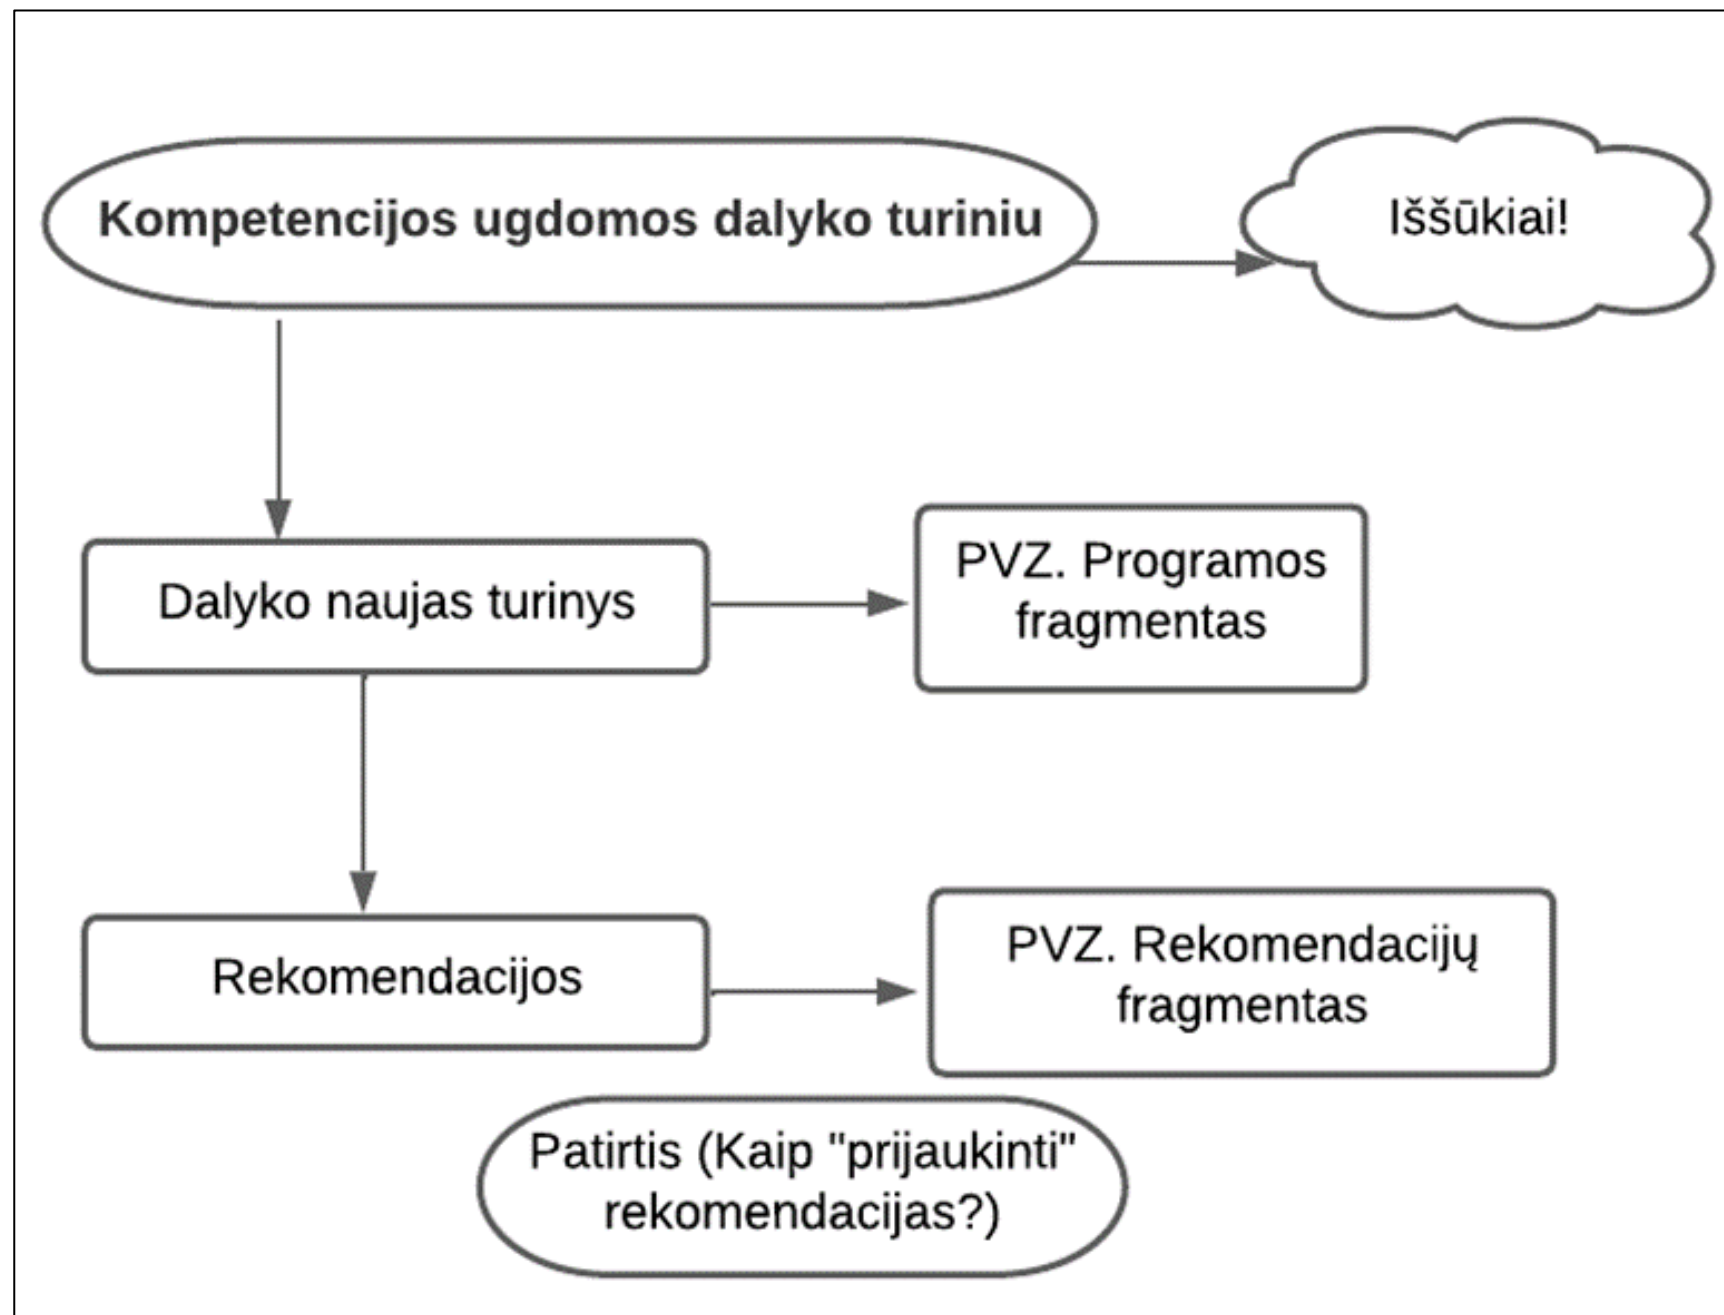 Kompetencijos ugdomos dalyko turiniu
Iššūkiai!
Dalyko naujas turinys
PVZ. Programos
fragmentas
Rekomendacijos
PVZ. Rekomendacijų
fragmentas
Patirtis (Kaip "prijaukinti"
rekomendacijas?)